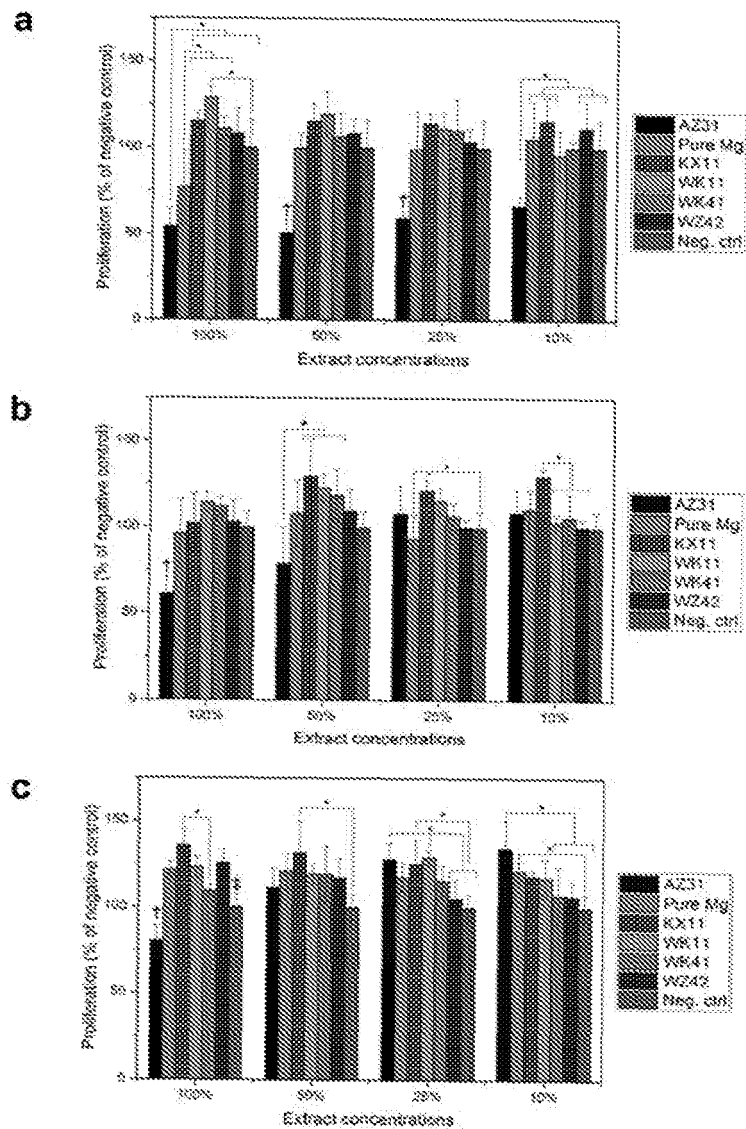 a
Proliferation (% of negative control)
150
100
50
0
100%
50%
25%
10%
Extract concentrations
AZ31
Pure Mg
KX11
WK11
WK41
WZ42
Neg. ctrl
b
Proliferation (% of negative control)
150
100
50
0
100%
50%
25%
10%
Extract concentrations
AZ31
Pure Mg
KX11
WK11
WK41
WZ42
Neg. ctrl
c
Proliferation (% of negative control)
150
100
50
0
100%
50%
25%
10%
Extract concentrations
AZ31
Pure Mg
KX11
WK11
WK41
WZ42
Neg. ctrl